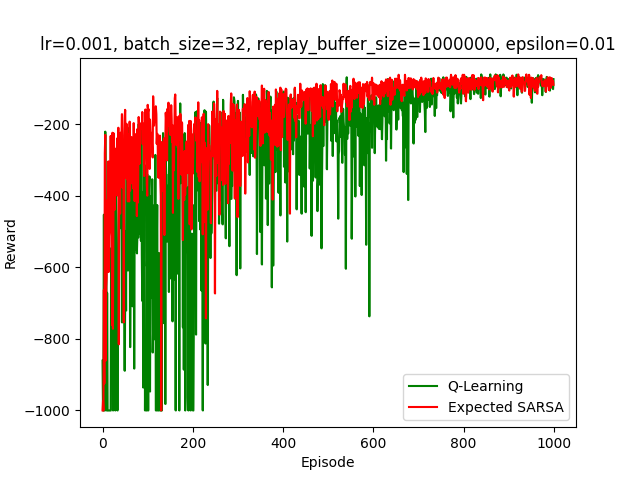 lr=0.001, batch_size=32, replay_buffer_size=1000000, epsilon=0.01
−200
−400
−600
−800
−1000
Reward
0
200
400
600
800
1000
Episode
Q-Learning
Expected SARSA